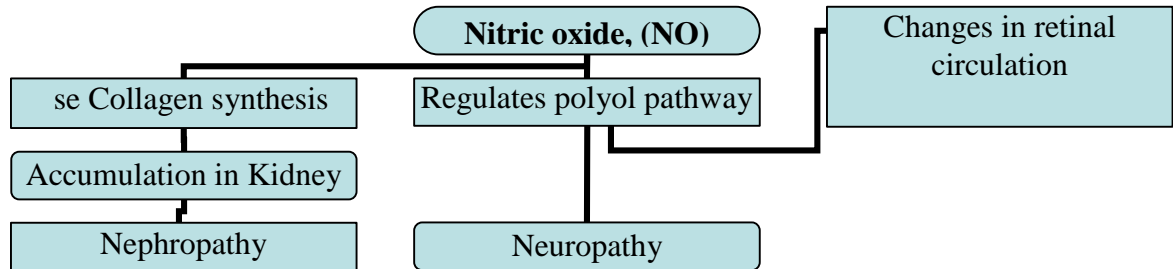 Nitric oxide, (NO)
Changes in retinal
circulation
se Collagen synthesis
Regulates polyol pathway
Accumulation in Kidney
Nephropathy
Neuropathy